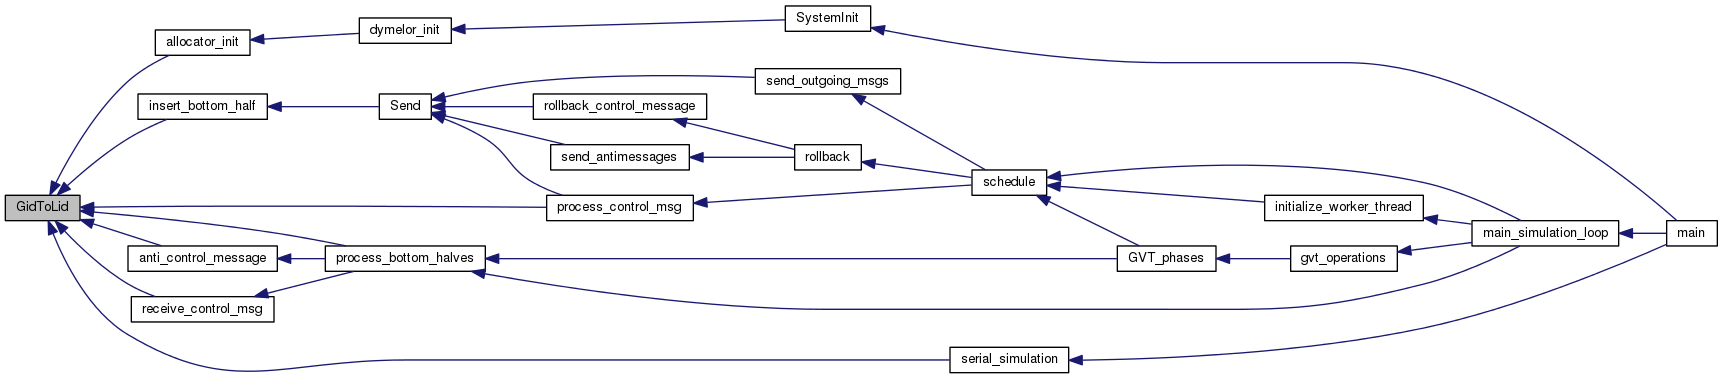 SystemInit
dymelor_init
allocator_init
send_outgoing_msgs
insert_bottom_half
Send
rollback_control_message
send_antimessages
rollback
schedule
GidToLid
process_control_msg
initialize_worker_thread
main_simulation_loop
main
anti_control_message
process_bottom_halves
GVT_phases
gvt_operations
receive_control_msg
serial_simulation